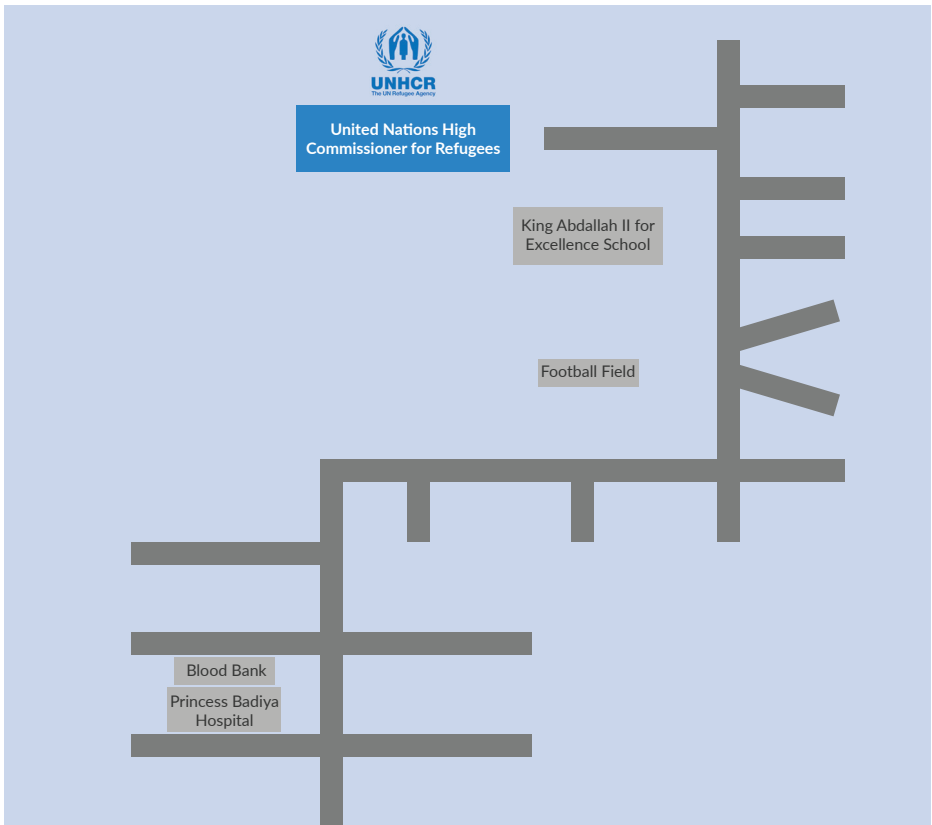 UNHCR
The UN Refugee Agency
United Nations High
Commissioner for Refugees
King Abdallah II for
Excellence School
Football Field
Blood Bank
Princess Badiya
Hospital